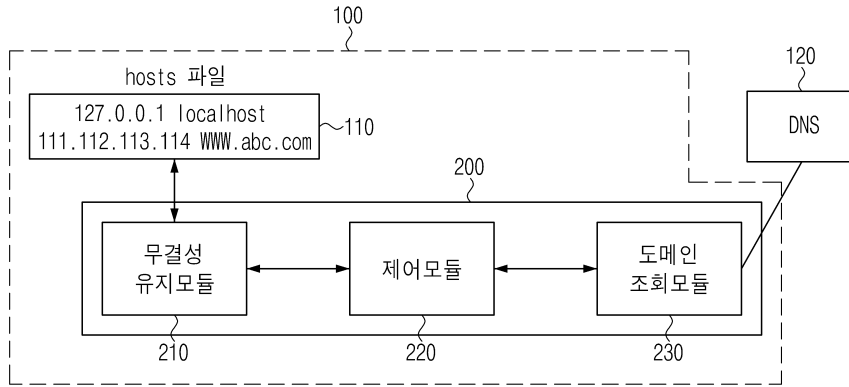 100
hosts 파일
120
127.0.0.1 localhost
111.112.113.114 WWW.abc.com
110
DNS
200
무결성
유지모듈
제어모듈
도메인
조회모듈
210
220
230